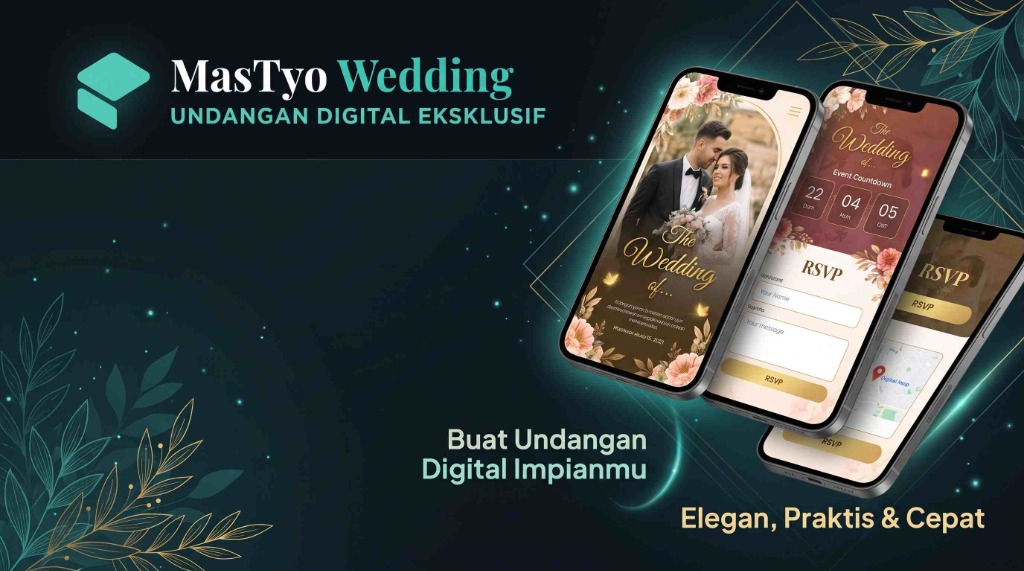 MasTyo Wedding
UNDANGAN DIGITAL EKSKLUSIF
The
Wedding
of...
The
Wedding
of...
Event Countdown
22
04
05
RSVP
Your Name
Your message
RSVP
RSVP
RSVP
RSVP
Buat Undangan
Digital Impianmu
Elegan, Praktis & Cepat